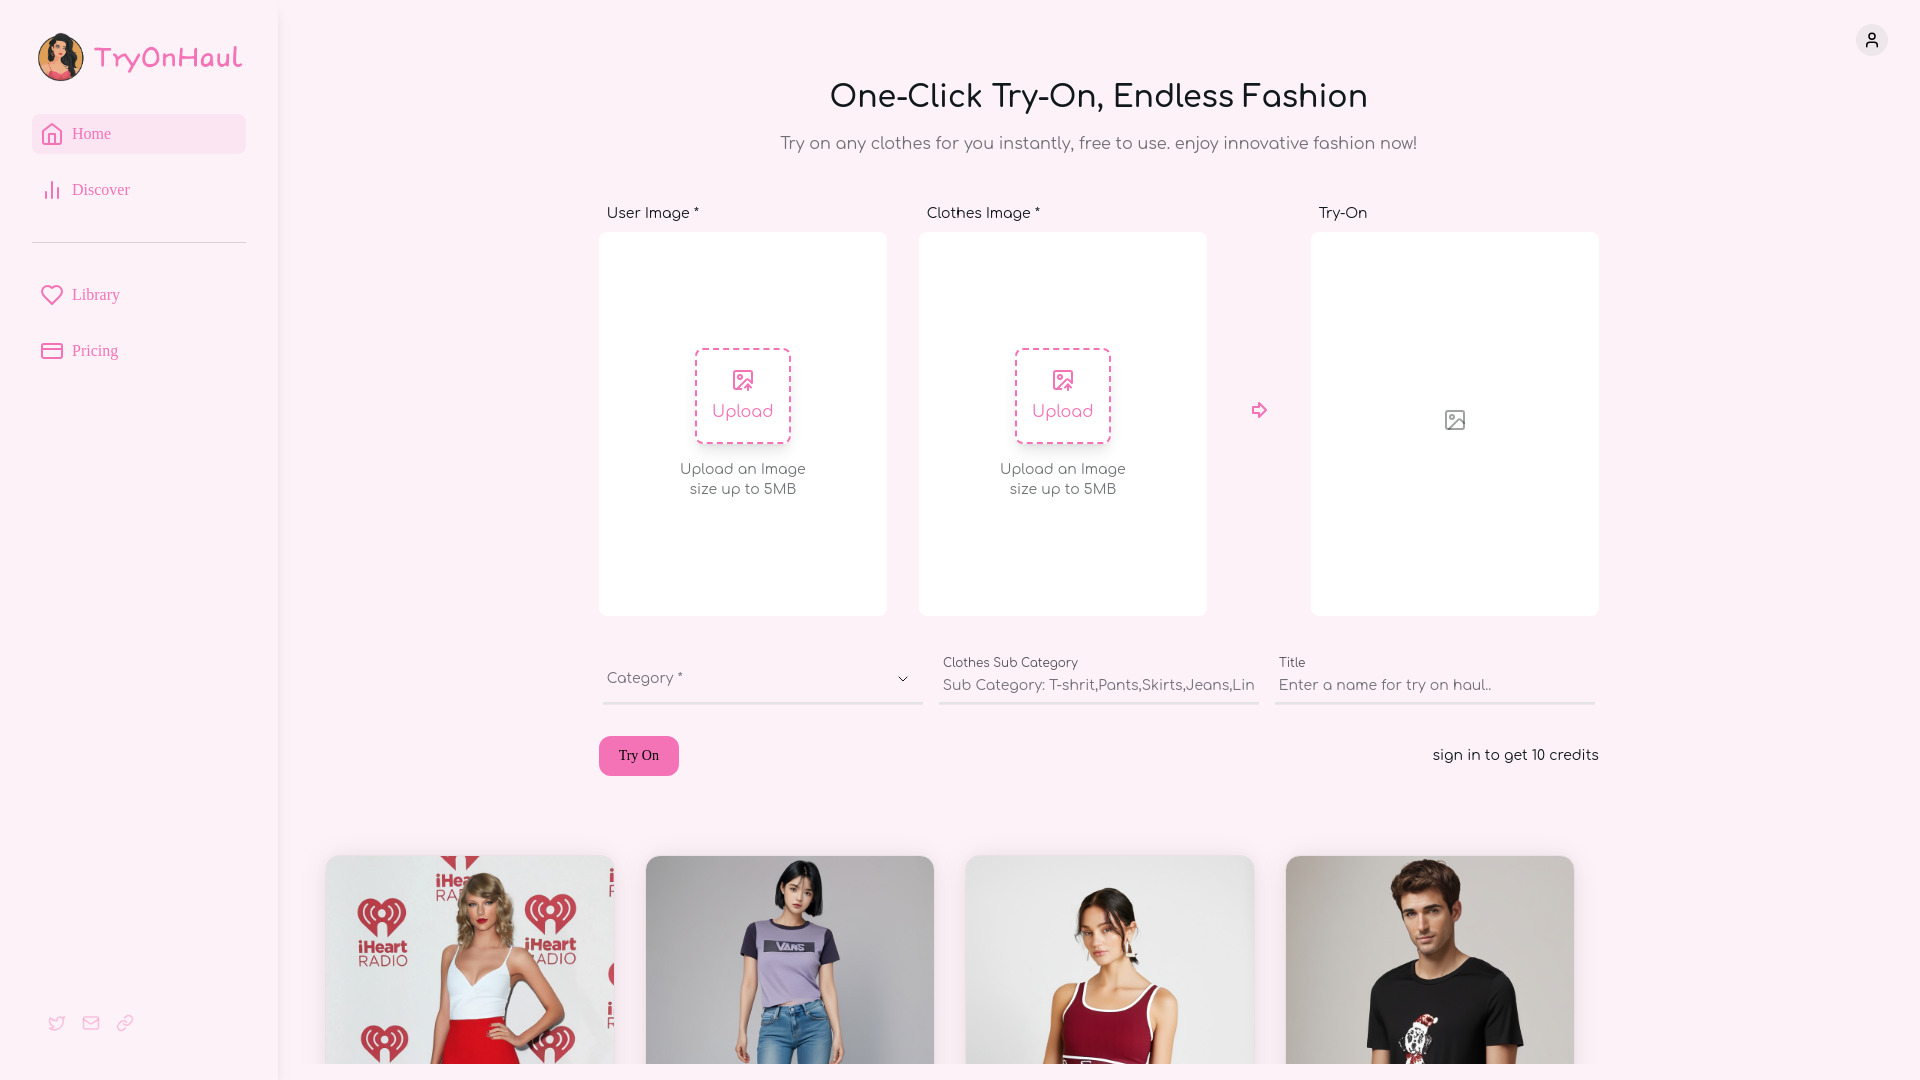 TryOnHaul
Home
Discover
Library
Pricing
One-Click Try-On, Endless Fashion
Try on any clothes for you instantly, free to use. enjoy innovative fashion now!
User Image *
Clothes Image *
Try-On
Upload
Upload an Image
size up to 5MB
Upload
Upload an Image
size up to 5MB
Category *
Clothes Sub Category
Sub Category: T-shrit,Pants,Skirts,Jeans,Lin
Title
Enter a name for try on haul..
Try On
sign in to get 10 credits
iHeart
RADIO
iHeart
RADIO
iHeart
RADIO
VANS